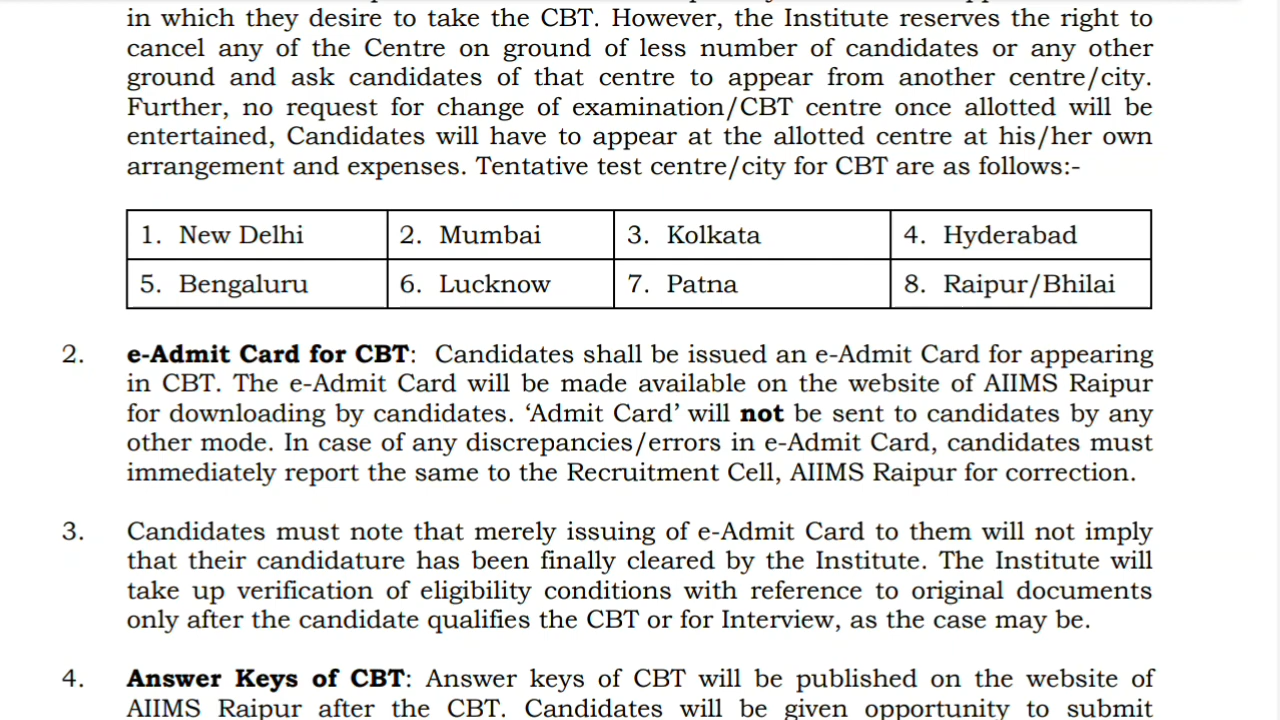 in which they desire to take the CBT. However, the Institute reserves the right to
cancel any of the Centre on ground of less number of candidates or any other
ground and ask candidates of that centre to appear from another centre/city.
Further, no request for change of examination/CBT centre once allotted will be
entertained, Candidates will have to appear at the allotted centre at his/her own
arrangement and expenses. Tentative test centre/city for CBT are as follows:-
1. New Delhi 2. Mumbai 3. Kolkata 4. Hyderabad
5. Bengaluru 6. Lucknow 7. Patna 8. Raipur/Bhilai
2. e-Admit Card for CBT: Candidates shall be issued an e-Admit Card for appearing
in CBT. The e-Admit Card will be made available on the website of AIIMS Raipur
for downloading by candidates. ‘Admit Card’ will not be sent to candidates by any
other mode. In case of any discrepancies/errors in e-Admit Card, candidates must
immediately report the same to the Recruitment Cell, AIIMS Raipur for correction.
3. Candidates must note that merely issuing of e-Admit Card to them will not imply
that their candidature has been finally cleared by the Institute. The Institute will
take up verification of eligibility conditions with reference to original documents
only after the candidate qualifies the CBT or for Interview, as the case may be.
4. Answer Keys of CBT: Answer keys of CBT will be published on the website of
AIIMS Raipur after the CBT. Candidates will be given opportunity to submit